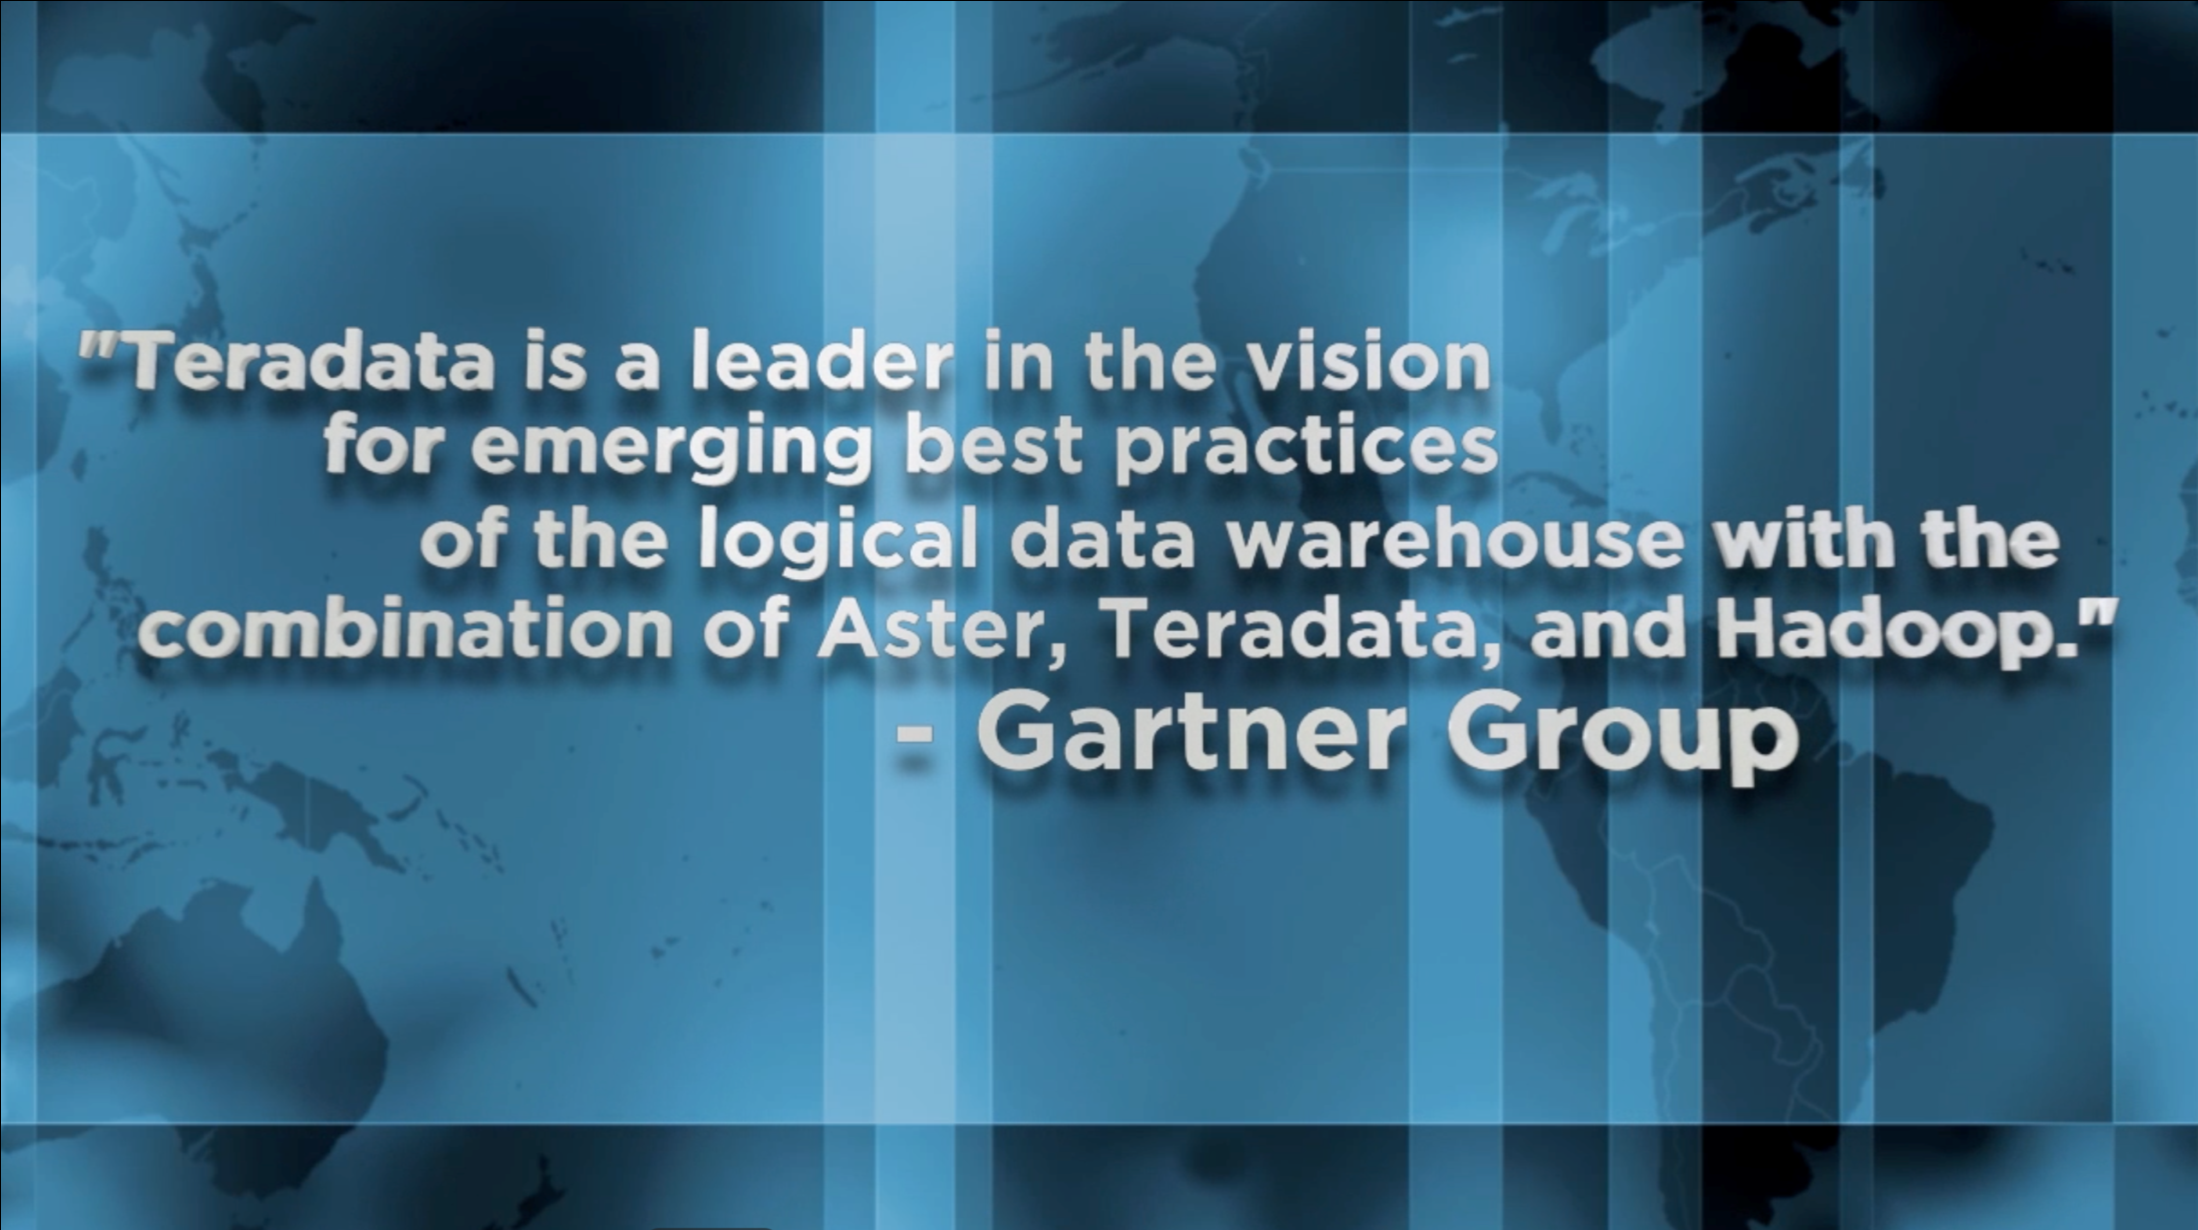 "Teradata is a leader in the vision
for emerging best practices
of the logical data warehouse with the
combination of Aster, Teradata, and Hadoop."
- Gartner Group